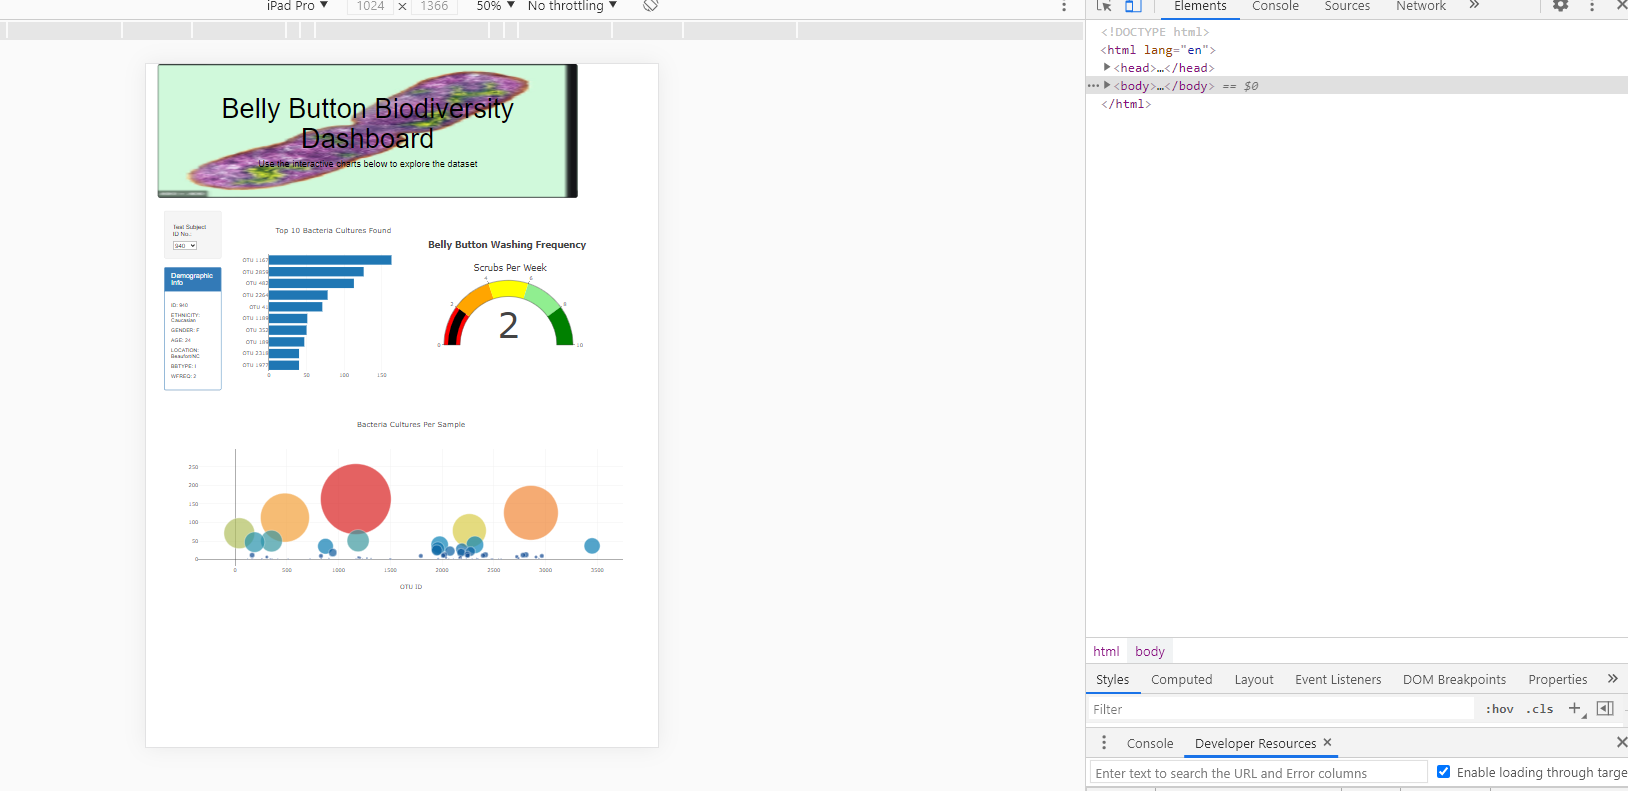 iPad Pro ▼ 1024 × 1366 50% ▼ No throttling ▼
Elements Console Sources Network »
<!DOCTYPE html>
<html lang="en">
<head>…</head>
<body>…</body> == $0
</html>
Belly Button Biodiversity
Dashboard
Use the interactive charts below to explore the dataset
Test Subject
ID No.:
940
Demographic
Info
ID: 940
ETHNICITY:
Caucasian
GENDER: F
AGE: 24
LOCATION:
Beaufort/NC
BBTYPE: I
WFREQ: 2
Top 10 Bacteria Cultures Found
OTU 1167
OTU 2859
OTU 482
OTU 2264
OTU 41
OTU 1189
OTU 352
OTU 189
OTU 2318
OTU 1977
0 50 100 150
Belly Button Washing Frequency
Scrubs Per Week
0 2 4 6 8 10
2
Bacteria Cultures Per Sample
250
200
150
100
50
0
0 500 1000 1500 2000 2500 3000 3500
OTU ID
html body
Styles Computed Layout Event Listeners DOM Breakpoints Properties »
Filter :hov .cls
Console Developer Resources ×
Enter text to search the URL and Error columns Enable loading through targe